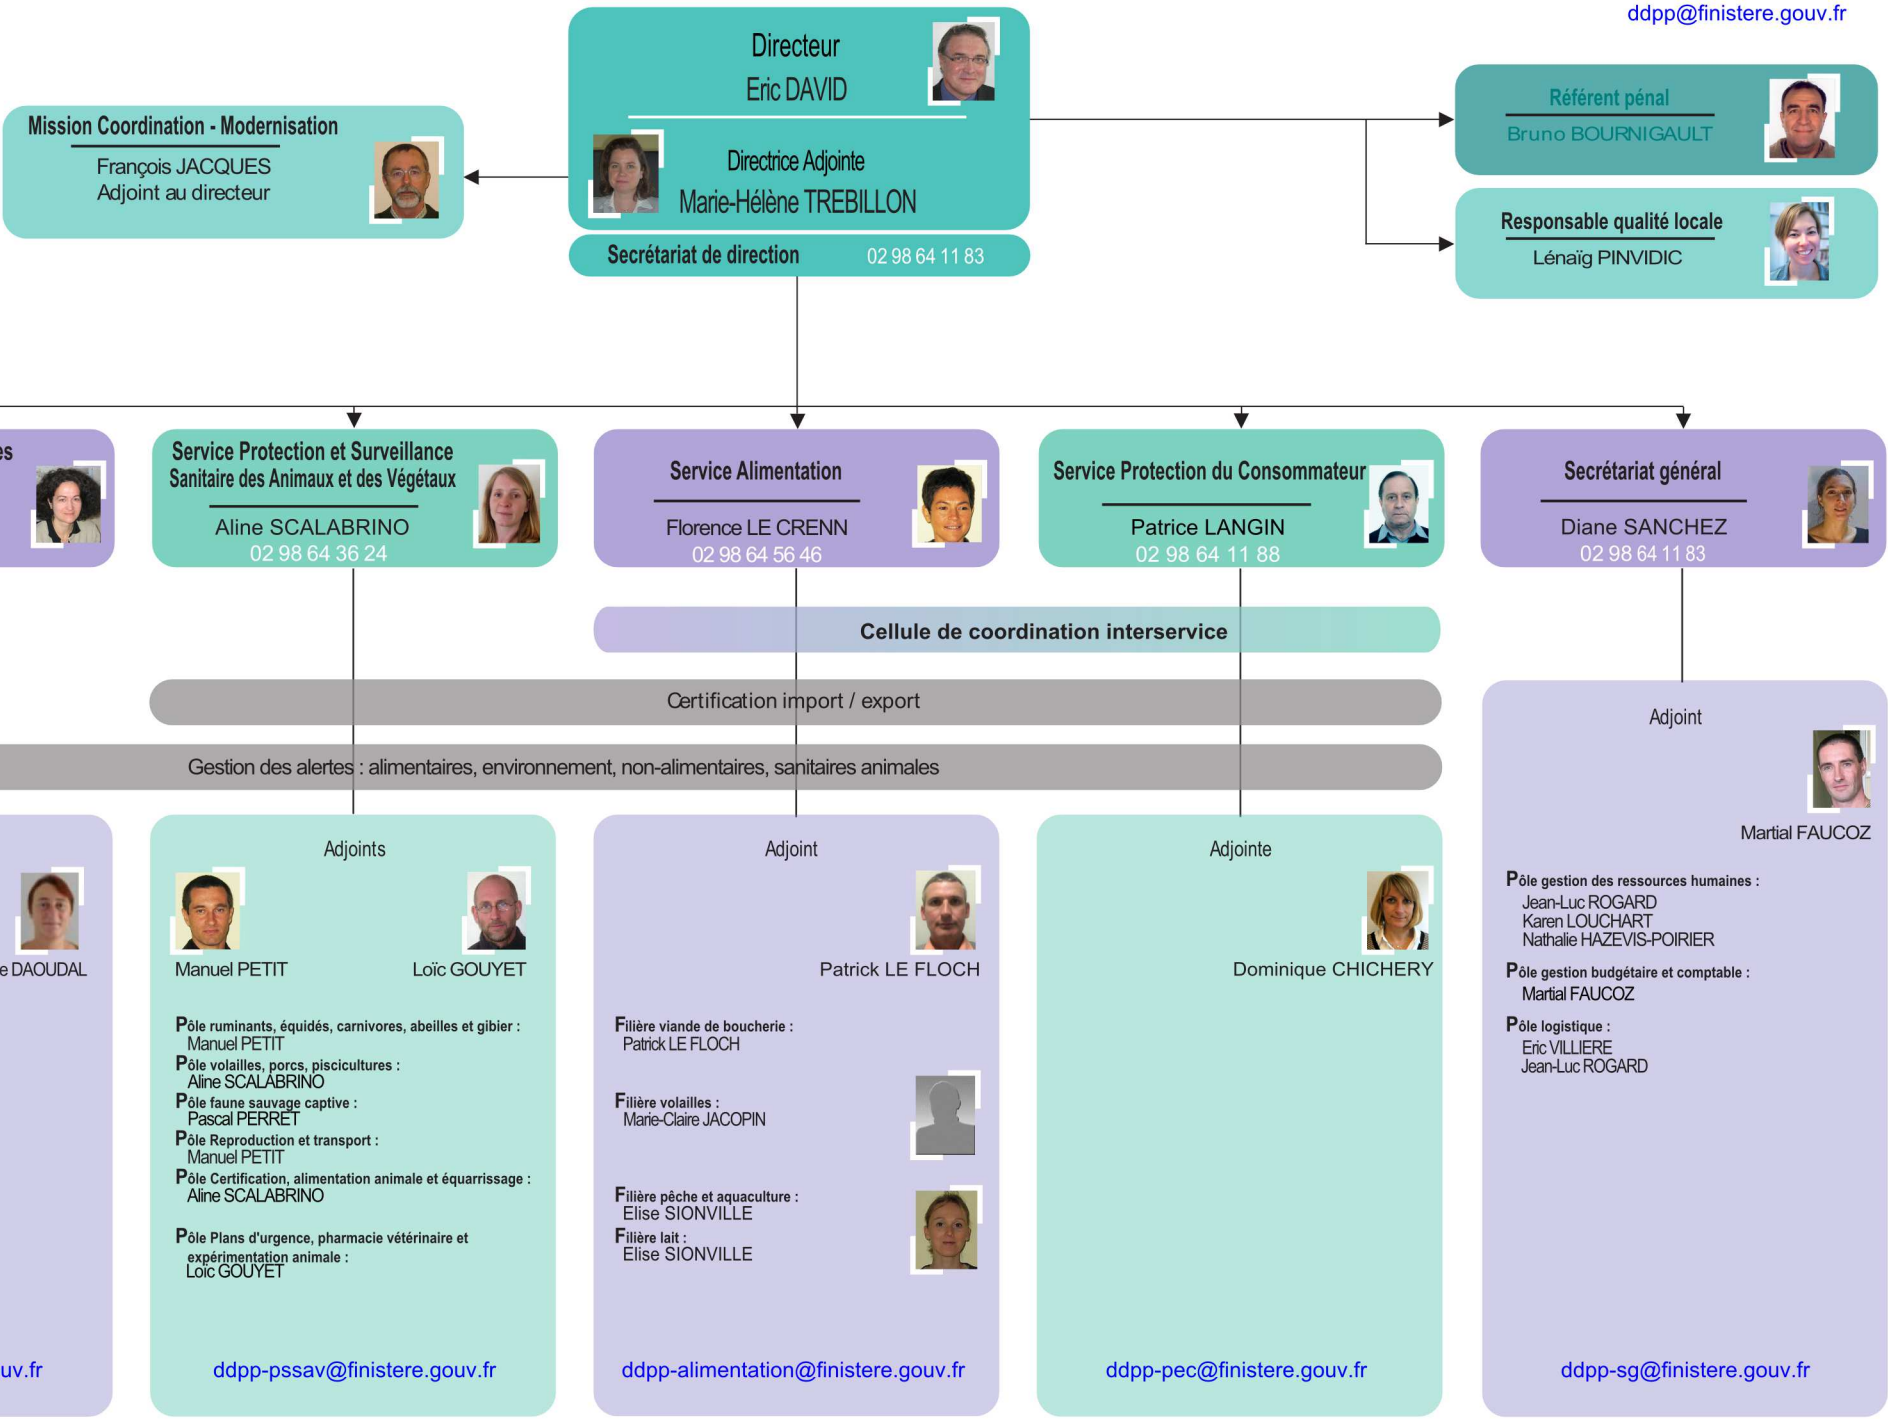 ddpp@finistere.gouv.fr
Directeur
Eric DAVID
Directrice Adjointe
Marie-Hélène TREBILLON
Secrétariat de direction 02 98 64 11 83
Mission Coordination - Modernisation
François JACQUES
Adjoint au directeur
Référent pénal
Bruno BOURNIGAULT
Responsable qualité locale
Lénaïg PINVIDIC
es
Service Protection et Surveillance
Sanitaire des Animaux et des Végétaux
Aline SCALABRINO
02 98 64 36 24
Service Alimentation
Florence LE CRENN
02 98 64 56 46
Service Protection du Consommateur
Patrice LANGIN
02 98 64 11 88
Secrétariat général
Diane SANCHEZ
02 98 64 11 83
Cellule de coordination interservice
Certification import / export
Gestion des alertes : alimentaires, environnement, non-alimentaires, sanitaires animales
e DAOUDAL
uv.fr
Adjoints
Manuel PETIT
Loïc GOUYET
Pôle ruminants, équidés, carnivores, abeilles et gibier :
Manuel PETIT
Pôle volailles, porcs, piscicultures :
Aline SCALABRINO
Pôle faune sauvage captive :
Pascal PERRET
Pôle Reproduction et transport :
Manuel PETIT
Pôle Certification, alimentation animale et équarrissage :
Aline SCALABRINO
Pôle Plans d'urgence, pharmacie vétérinaire et
expérimentation animale :
Loïc GOUYET
ddpp-pssav@finistere.gouv.fr
Adjoint
Patrick LE FLOCH
Filière viande de boucherie :
Patrick LE FLOCH
Filière volailles :
Marie-Claire JACOPIN
Filière pêche et aquaculture :
Elise SIONVILLE
Filière lait :
Elise SIONVILLE
ddpp-alimentation@finistere.gouv.fr
Adjointe
Dominique CHICHERY
ddpp-pec@finistere.gouv.fr
Adjoint
Martial FAUCOZ
Pôle gestion des ressources humaines :
Jean-Luc ROGARD
Karen LOUCHART
Nathalie HAZEVIS-POIRIER
Pôle gestion budgétaire et comptable :
Martial FAUCOZ
Pôle logistique :
Eric VILLIERE
Jean-Luc ROGARD
ddpp-sg@finistere.gouv.fr